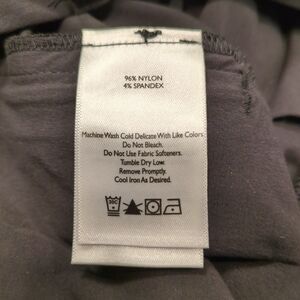 96% NYLON
4% SPANDEX
Machine Wash Cold Delicate With Like Colors
Do Not Bleach.
Do Not Use Fabric Softeners.
Tumble Dry Low.
Remove Promptly.
Cool Iron As Desired.